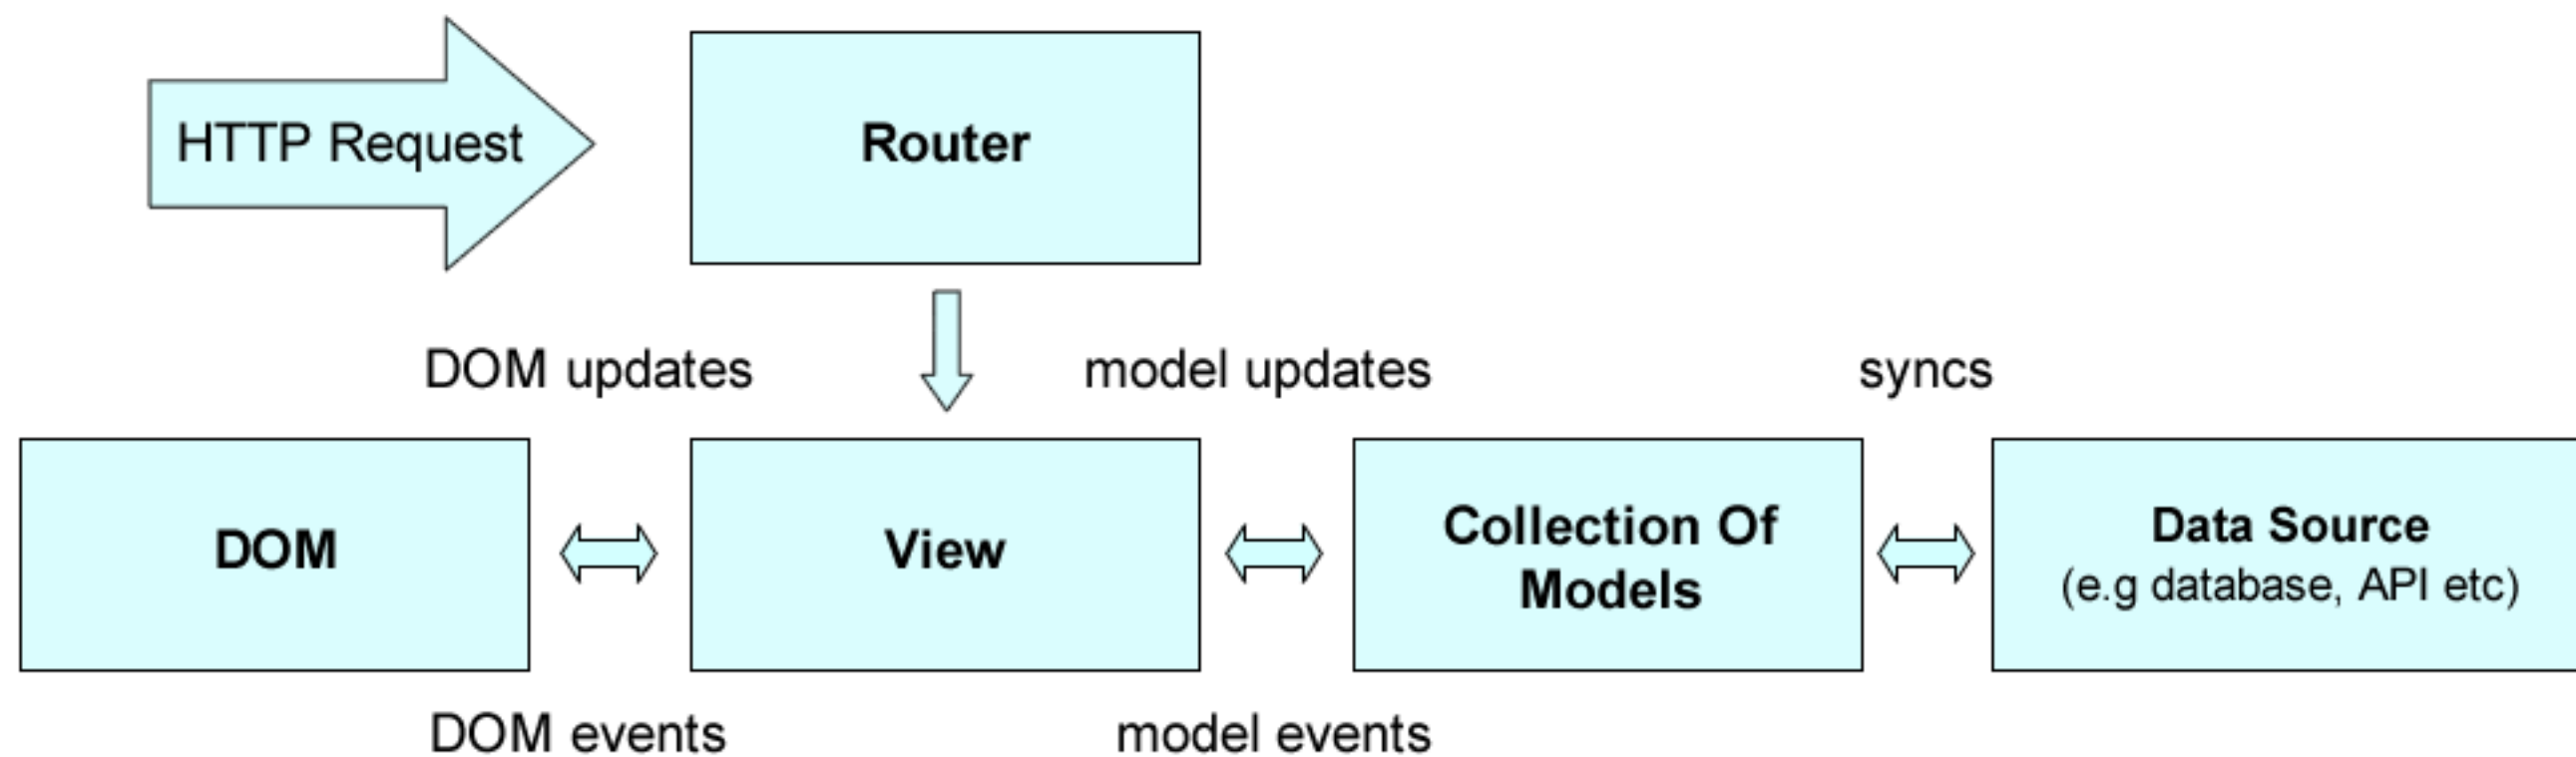 HTTP Request
Router
DOM updates
model updates
syncs
DOM
View
Collection Of
Models
Data Source
(e.g database, API etc)
DOM events
model events